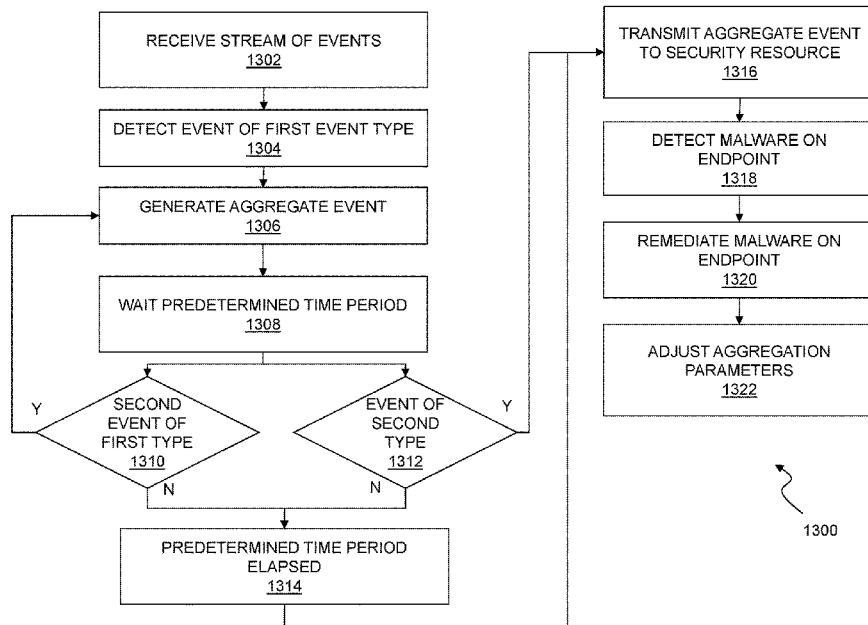 RECEIVE STREAM OF EVENTS
1302
DETECT EVENT OF FIRST EVENT TYPE
1304
GENERATE AGGREGATE EVENT
1306
WAIT PREDETERMINED TIME PERIOD
1308
Y
SECOND
EVENT OF
FIRST TYPE
1310
N
EVENT OF
SECOND
TYPE
1312
Y
N
PREDETERMINED TIME PERIOD
ELAPSED
1314
TRANSMIT AGGREGATE EVENT
TO SECURITY RESOURCE
1316
DETECT MALWARE ON
ENDPOINT
1318
REMEDIATE MALWARE ON
ENDPOINT
1320
ADJUST AGGREGATION
PARAMETERS
1322
1300